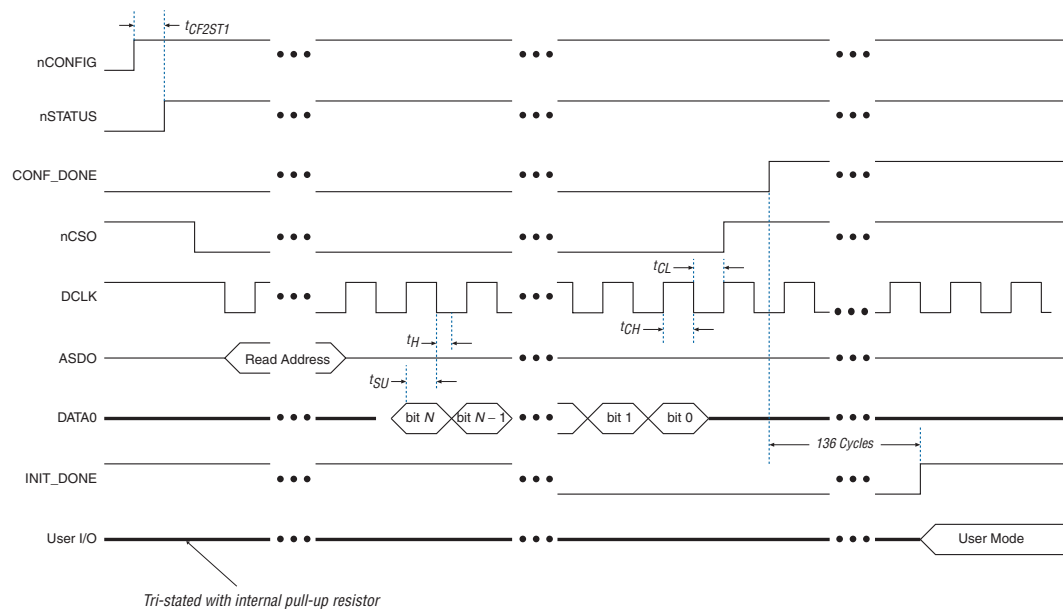 tCF2ST1
nCONFIG
nSTATUS
CONF_DONE
nCSO
tCL
DCLK
tCH
tH
ASDO
Read Address
tSU
DATA0
bit N
bit N – 1
bit 1
bit 0
136 Cycles
INIT_DONE
User I/O
User Mode
Tri-stated with internal pull-up resistor